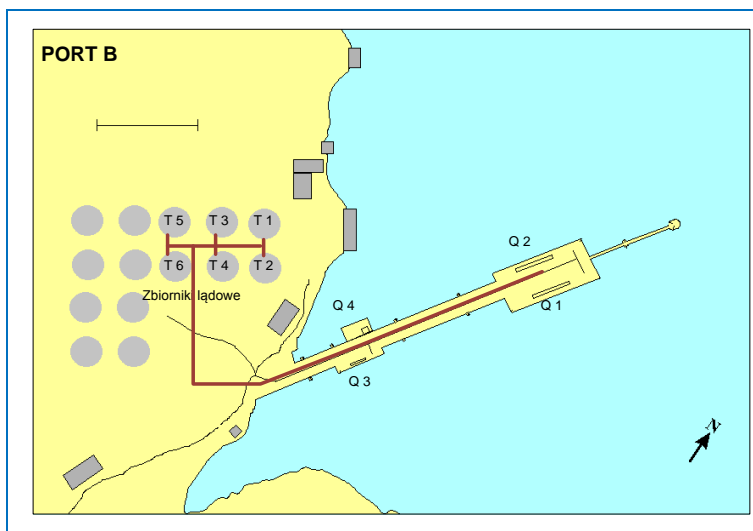 PORT B
T 5 T 3 T 1
T 6 T 4 T 2
Zbiorniki lądowe
Q 2
Q 1
Q 4
Q 3
N